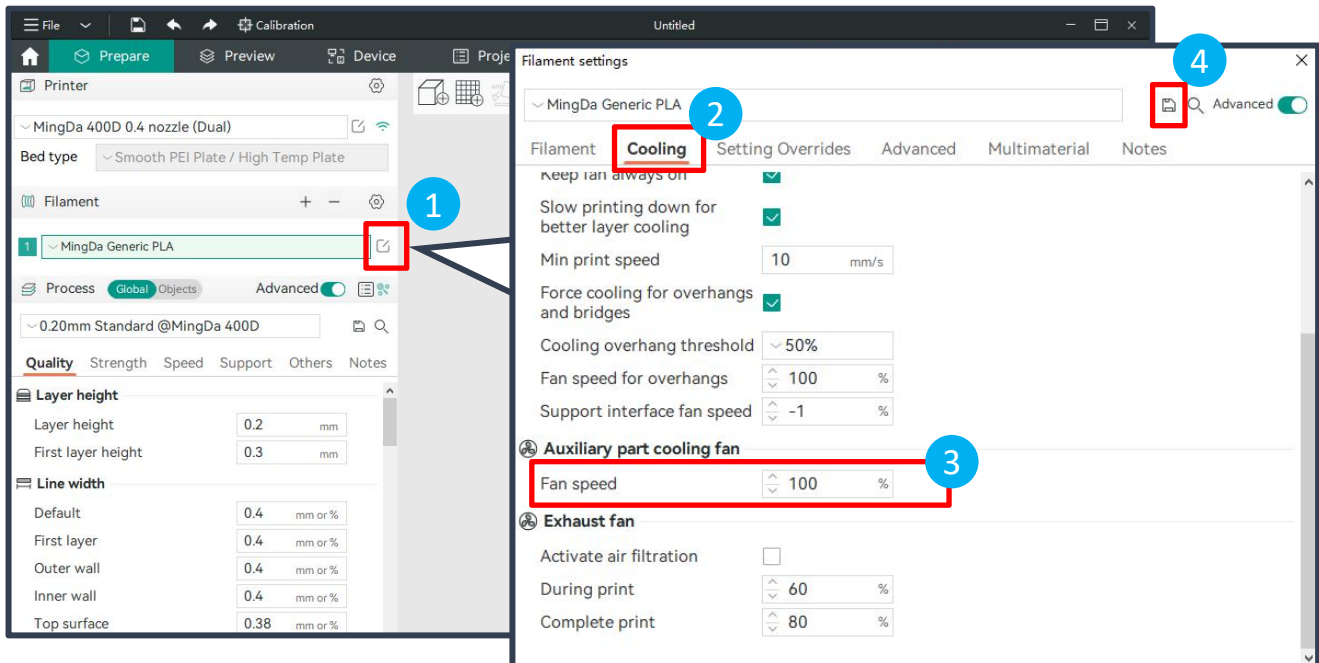 File
Calibration
Untitled
Prepare
Preview
Device
Proje
Printer
MingDa 400D 0.4 nozzle (Dual)
Bed type
Smooth PEI Plate / High Temp Plate
Filament
1
1
MingDa Generic PLA
Process
Global
Objects
Advanced
0.20mm Standard @MingDa 400D
Quality Strength Speed Support Others Notes
Layer height
Layer height 0.2 mm
First layer height 0.3 mm
Line width
Default 0.4 mm or %
First layer 0.4 mm or %
Outer wall 0.4 mm or %
Inner wall 0.4 mm or %
Top surface 0.38 mm or %
Filament settings
4
MingDa Generic PLA
Advanced
2
Filament Cooling Setting Overrides Advanced Multimaterial Notes
Keep fan always on
Slow printing down for
better layer cooling
Min print speed 10 mm/s
Force cooling for overhangs
and bridges
Cooling overhang threshold 50%
Fan speed for overhangs 100 %
Support interface fan speed -1 %
Auxiliary part cooling fan
3
Fan speed 100 %
Exhaust fan
Activate air filtration
During print 60 %
Complete print 80 %